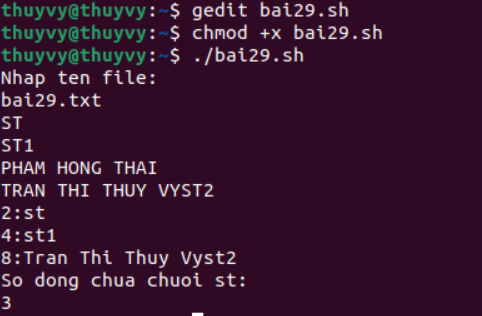 thuyvy@thuyvy:~$ gedit bai29.sh
thuyvy@thuyvy:~$ chmod +x bai29.sh
thuyvy@thuyvy:~$ ./bai29.sh
Nhap ten file:
bai29.txt
ST
ST1
PHAM HONG THAI
TRAN THI THUY VYST2
2:st
4:st1
8:Tran Thi Thuy Vyst2
So dong chua chuoi st:
3